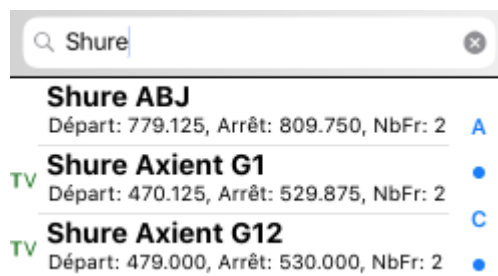 Shure
Shure ABJ
Départ: 779.125, Arrêt: 809.750, NbFr: 2
A
TV Shure Axient G1
Départ: 470.125, Arrêt: 529.875, NbFr: 2
C
TV Shure Axient G12
Départ: 479.000, Arrêt: 530.000, NbFr: 2